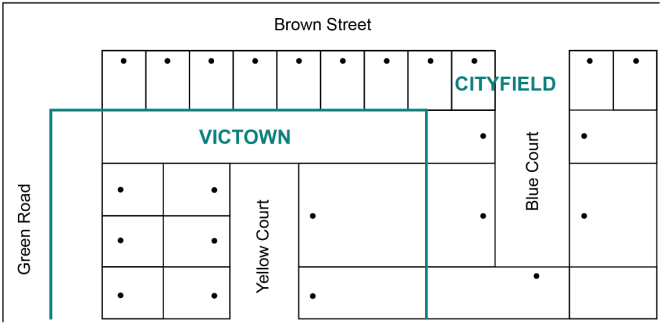 Brown Street
CITYFIELD
VICTOWN
Green Road
Yellow Court
Blue Court